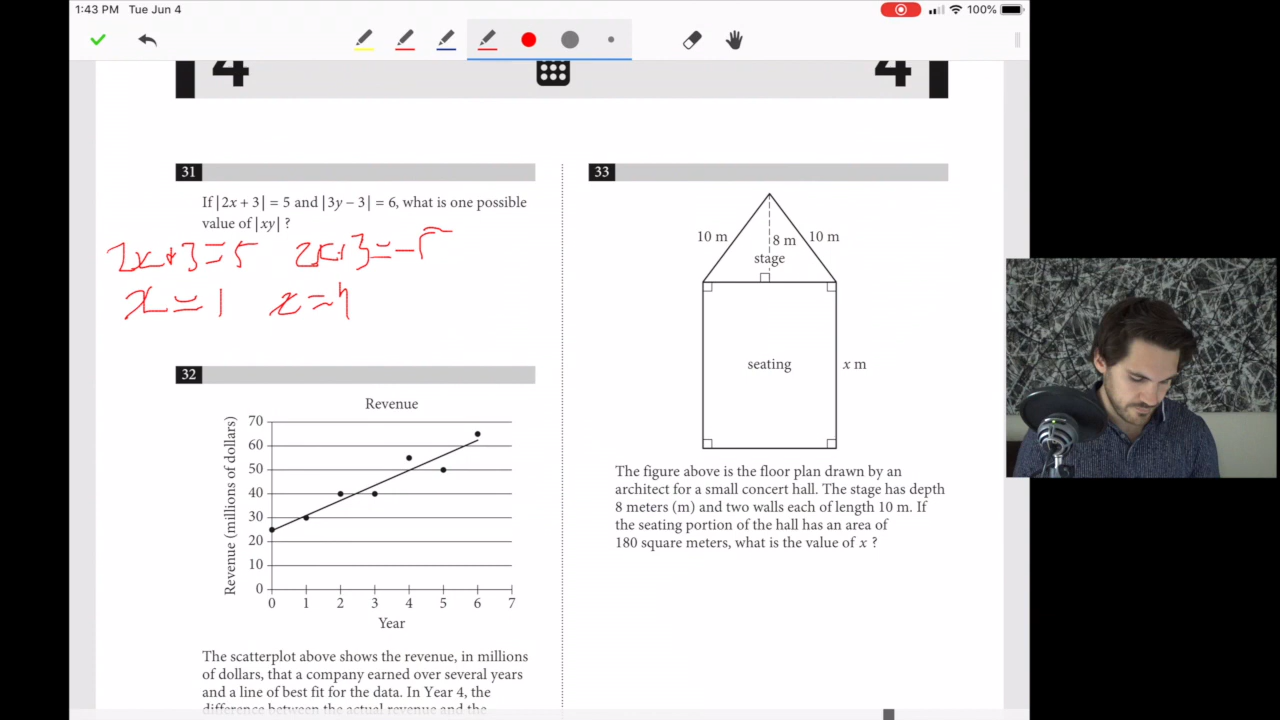 1:43 PM Tue Jun 4
100%
4
4
31
If |2x + 3| = 5 and |3y − 3| = 6, what is one possible
value of |xy| ?
2x+3=5 2x+3=-5
x=1 x=4
32
Revenue
Revenue (millions of dollars)
70
60
50
40
30
20
10
0
0 1 2 3 4 5 6 7
Year
The scatterplot above shows the revenue, in millions
of dollars, that a company earned over several years
and a line of best fit for the data. In Year 4, the
difference between the actual revenue and the
33
10 m
8 m
10 m
stage
seating
x m
The figure above is the floor plan drawn by an
architect for a small concert hall. The stage has depth
8 meters (m) and two walls each of length 10 m. If
the seating portion of the hall has an area of
180 square meters, what is the value of x ?